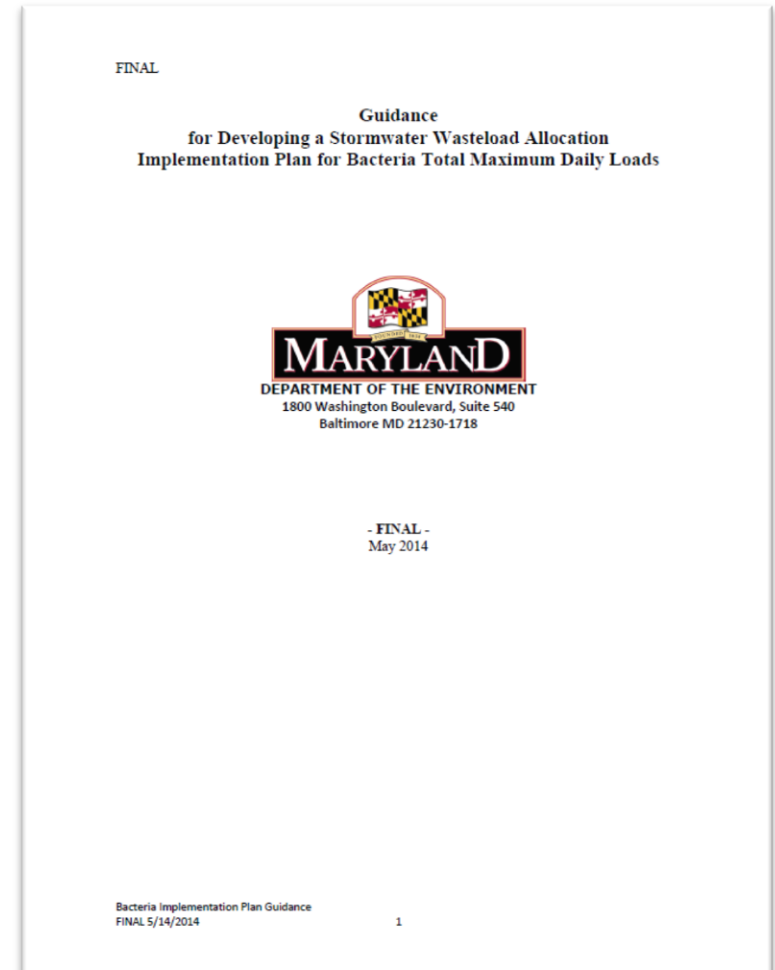 FINAL
Guidance
for Developing a Stormwater Wasteload Allocation
Implementation Plan for Bacteria Total Maximum Daily Loads
MARYLAND
DEPARTMENT OF THE ENVIRONMENT
1800 Washington Boulevard, Suite 540
Baltimore MD 21230-1718
- FINAL -
May 2014
Bacteria Implementation Plan Guidance
FINAL 5/14/2014 1